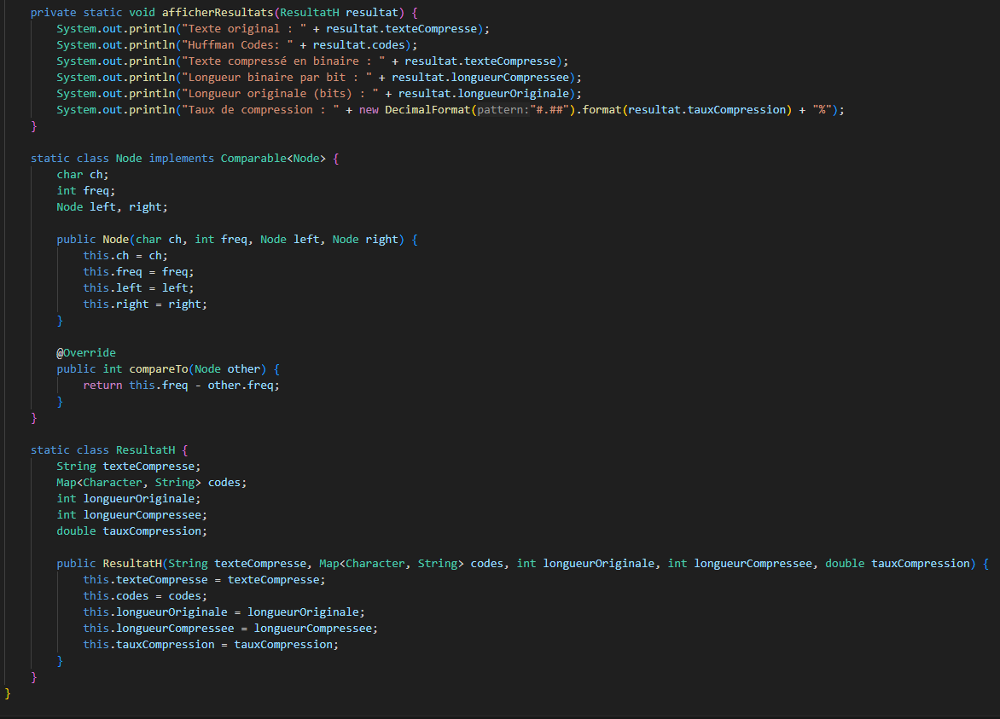 private static void afficherResultats(ResultatH resultat) {
System.out.println("Texte original : " + resultat.texteCompresse);
System.out.println("Huffman Codes: " + resultat.codes);
System.out.println("Texte compressé en binaire : " + resultat.texteCompresse);
System.out.println("Longueur binaire par bit : " + resultat.longueurCompressee);
System.out.println("Longueur originale (bits) : " + resultat.longueurOriginale);
System.out.println("Taux de compression : " + new DecimalFormat(pattern:"#.##").format(resultat.tauxCompression) + "%");
}
static class Node implements Comparable<Node> {
char ch;
int freq;
Node left, right;
public Node(char ch, int freq, Node left, Node right) {
this.ch = ch;
this.freq = freq;
this.left = left;
this.right = right;
}
@Override
public int compareTo(Node other) {
return this.freq - other.freq;
}
}
static class ResultatH {
String texteCompresse;
Map<Character, String> codes;
int longueurOriginale;
int longueurCompressee;
double tauxCompression;
public ResultatH(String texteCompresse, Map<Character, String> codes, int longueurOriginale, int longueurCompressee, double tauxCompression) {
this.texteCompresse = texteCompresse;
this.codes = codes;
this.longueurOriginale = longueurOriginale;
this.longueurCompressee = longueurCompressee;
this.tauxCompression = tauxCompression;
}
}
}